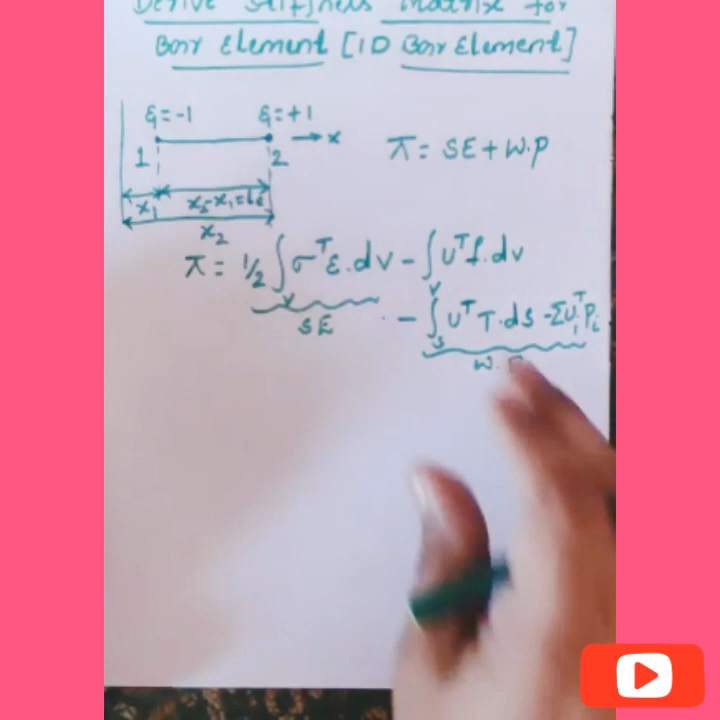 Derive Stiffness Matrix for
Bar Element [1D Bar Element]
ξ=-1 ξ=+1
1 2 → x
π = SE + W.P
x₁ x₂-x₁=le
x₂
π = 1/2 ∫ᵥ σᵀε.dv - ∫ᵥ uᵀf.dv
SE
- ∫ₛ uᵀT.ds - ΣuᵢᵀPᵢ
W.P